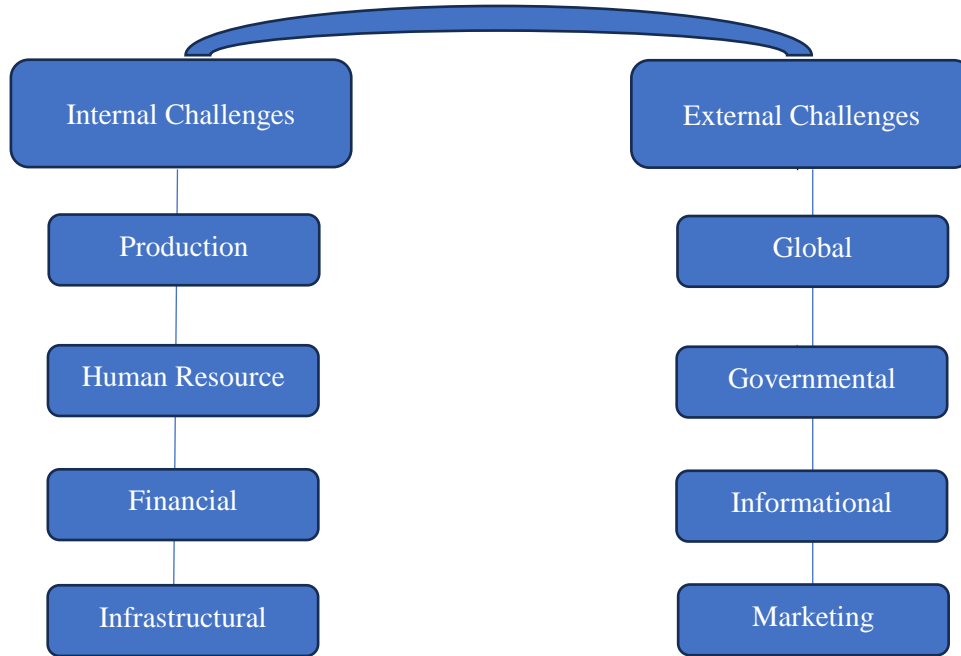 Internal Challenges
Production
Human Resource
Financial
Infrastructural
External Challenges
Global
Governmental
Informational
Marketing